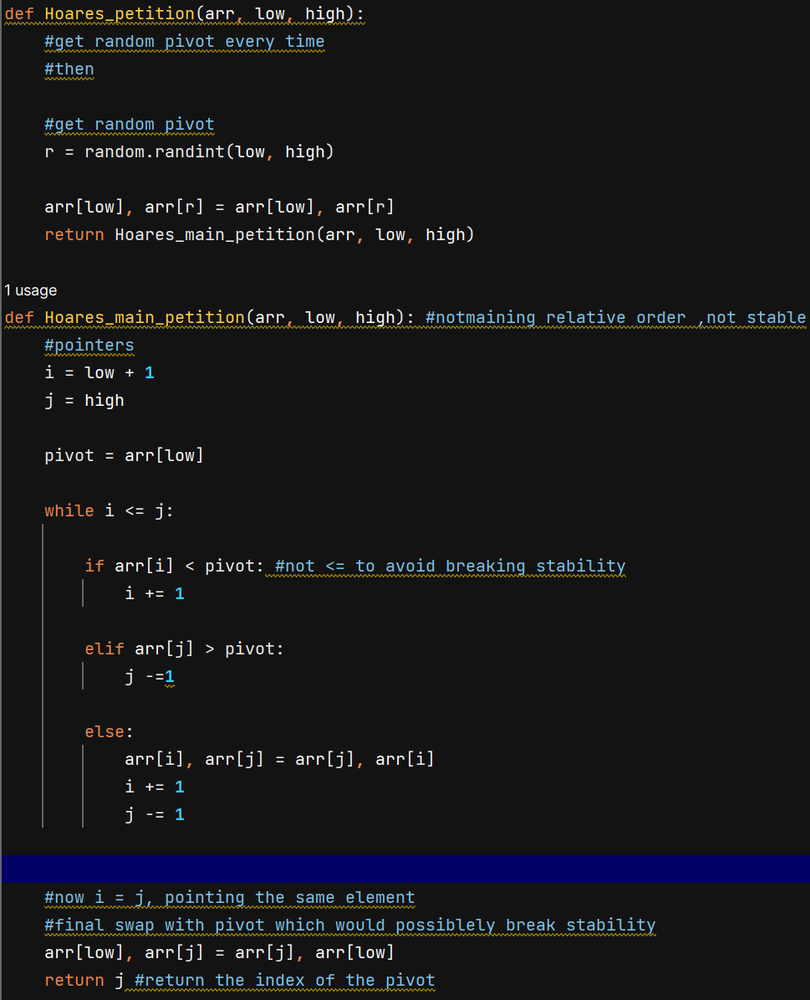 def Hoares_petition(arr, low, high):
    #get random pivot every time
    #then
    #get random pivot
    r = random.randint(low, high)
    arr[low], arr[r] = arr[low], arr[r]
    return Hoares_main_petition(arr, low, high)
1 usage
def Hoares_main_petition(arr, low, high): #notmaining relative order ,not stable
    #pointers
    i = low + 1
    j = high
    pivot = arr[low]
    while i <= j:
        if arr[i] < pivot: #not <= to avoid breaking stability
            i += 1
        elif arr[j] > pivot:
            j -=1
        else:
            arr[i], arr[j] = arr[j], arr[i]
            i += 1
            j -= 1
    #now i = j, pointing the same element
    #final swap with pivot which would possiblely break stability
    arr[low], arr[j] = arr[j], arr[low]
    return j #return the index of the pivot